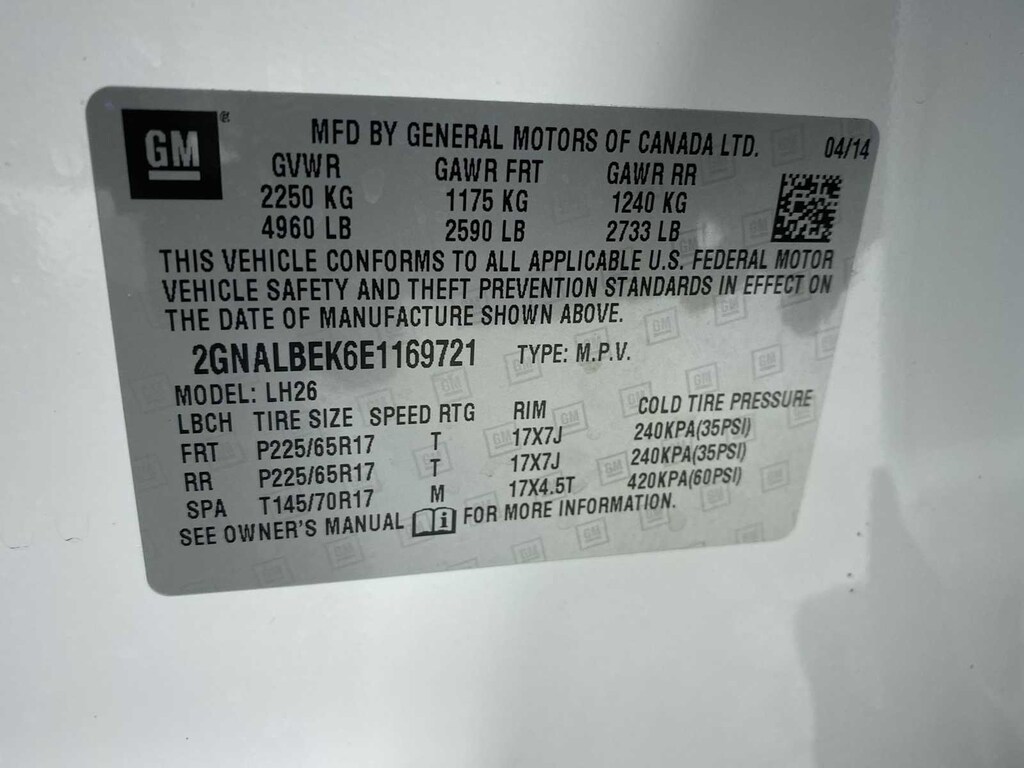 GM ®
MFD BY GENERAL MOTORS OF CANADA LTD. 04/14
GVWR GAWR FRT GAWR RR
2250 KG 1175 KG 1240 KG
4960 LB 2590 LB 2733 LB
THIS VEHICLE CONFORMS TO ALL APPLICABLE U.S. FEDERAL MOTOR
VEHICLE SAFETY AND THEFT PREVENTION STANDARDS IN EFFECT ON
THE DATE OF MANUFACTURE SHOWN ABOVE.
2GNALBEK6E1169721 TYPE: M.P.V.
MODEL: LH26
LBCH TIRE SIZE SPEED RTG RIM COLD TIRE PRESSURE
FRT P225/65R17 T 17X7J 240KPA(35PSI)
RR P225/65R17 T 17X7J 240KPA(35PSI)
SPA T145/70R17 M 17X4.5T 420KPA(60PSI)
SEE OWNER'S MANUAL i FOR MORE INFORMATION.